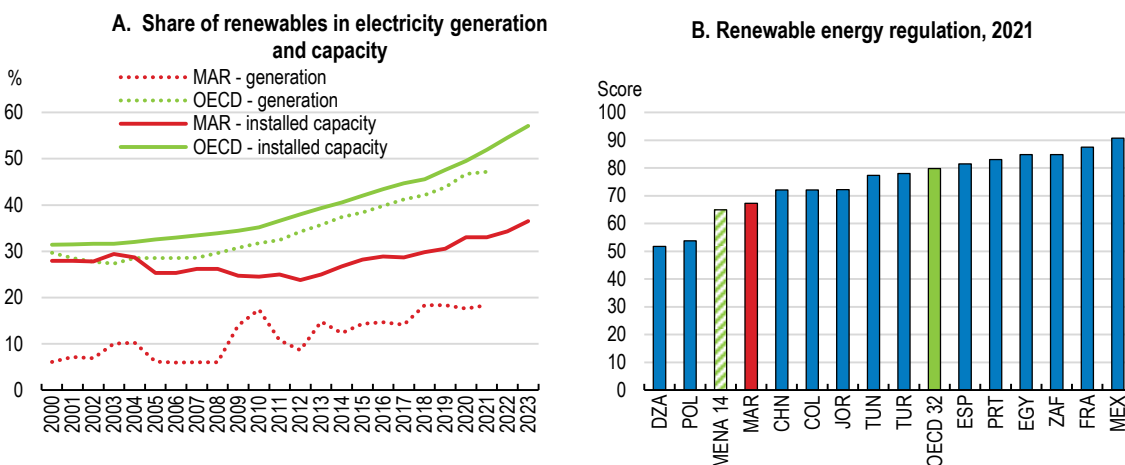 A. Share of renewables in electricity generation
and capacity
%
MAR - generation
OECD - generation
MAR - installed capacity
OECD - installed capacity
60
50
40
30
20
10
0
2000 2001 2002 2003 2004 2005 2006 2007 2008 2009 2010 2011 2012 2013 2014 2015 2016 2017 2018 2019 2020 2021 2022 2023
B. Renewable energy regulation, 2021
Score
100
90
80
70
60
50
40
30
20
10
0
DZA POL MENA 14 MAR CHN COL JOR TUN TUR OECD 32 ESP PRT EGY ZAF FRA MEX